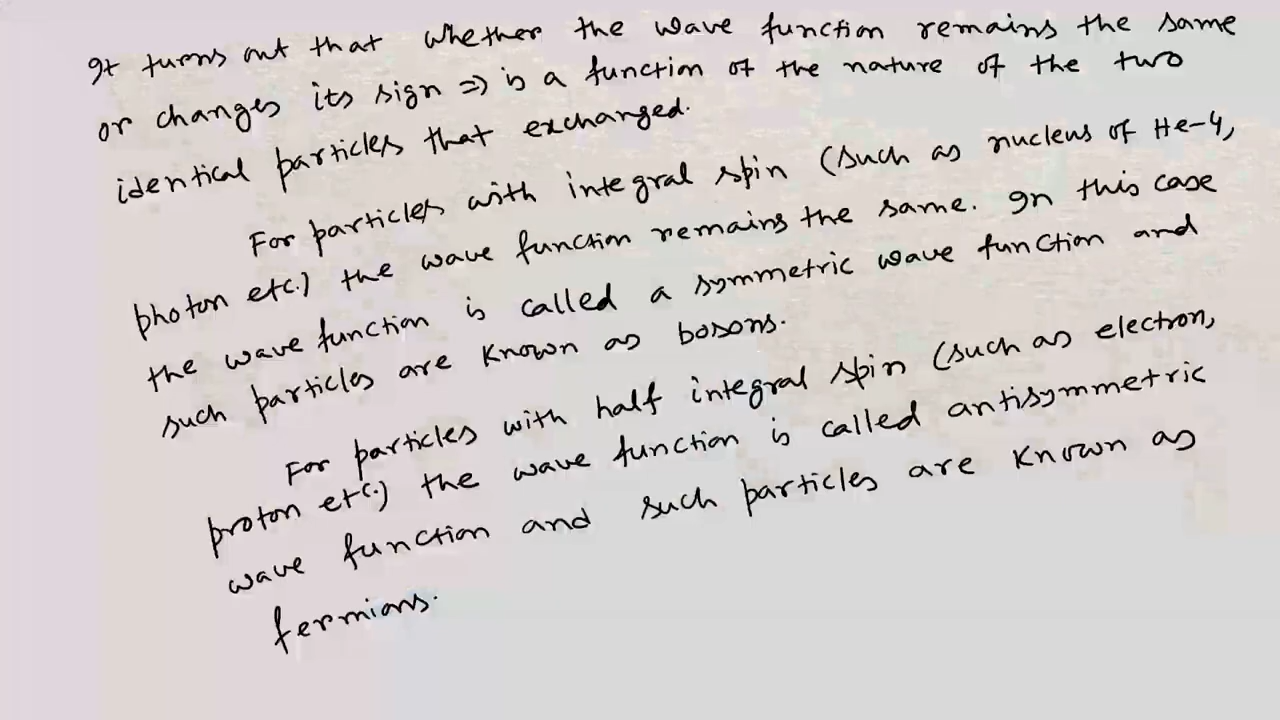 It turns out that whether the wave function remains the same
or changes its sign => is a function of the nature of the two
identical particles that exchanged.
For particles with integral spin (such as nucleus of He-4,
photon etc.) the wave function remains the same. In this case
the wave function is called a symmetric wave function and
such particles are known as bosons.
For particles with half integral spin (such as electron,
proton etc.) the wave function is called antisymmetric
wave function and such particles are known as
fermions.